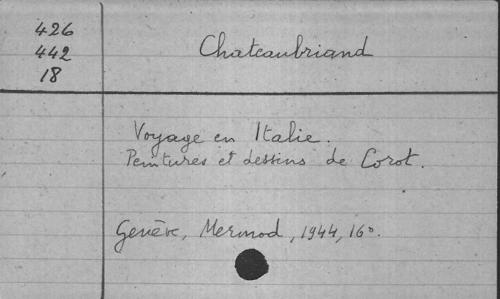 426
442
18
Chateaubriand
Voyage en Italie.
Peintures et dessins de Corot.
Genève, Mermod, 1944, 16°.